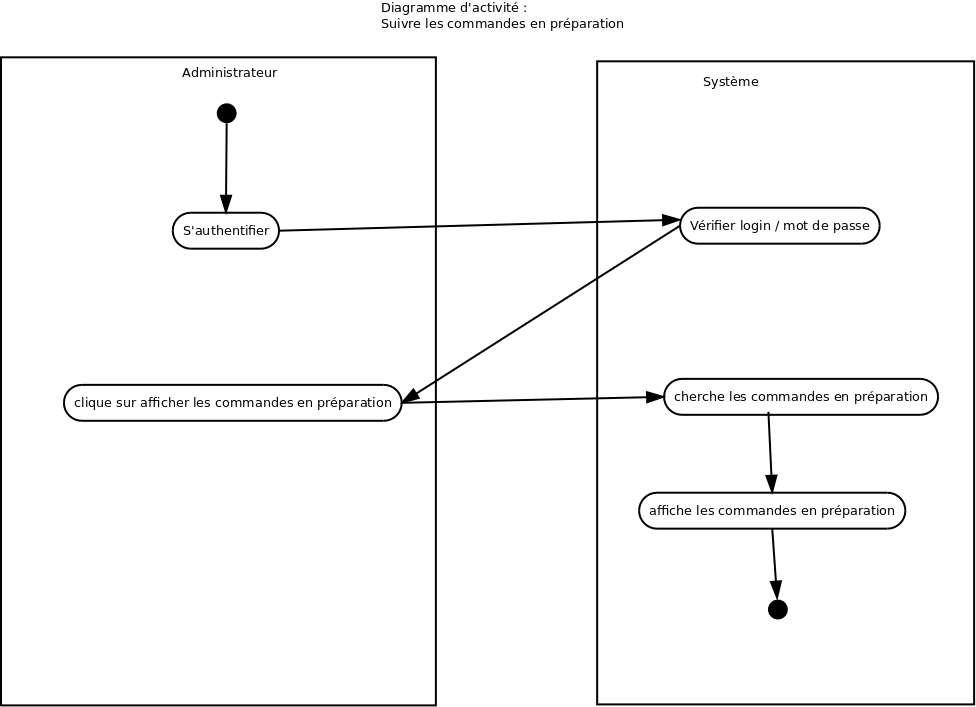 Diagramme d'activité :
Suivre les commandes en préparation
Administrateur
Système
S'authentifier
Vérifier login / mot de passe
clique sur afficher les commandes en préparation
cherche les commandes en préparation
affiche les commandes en préparation